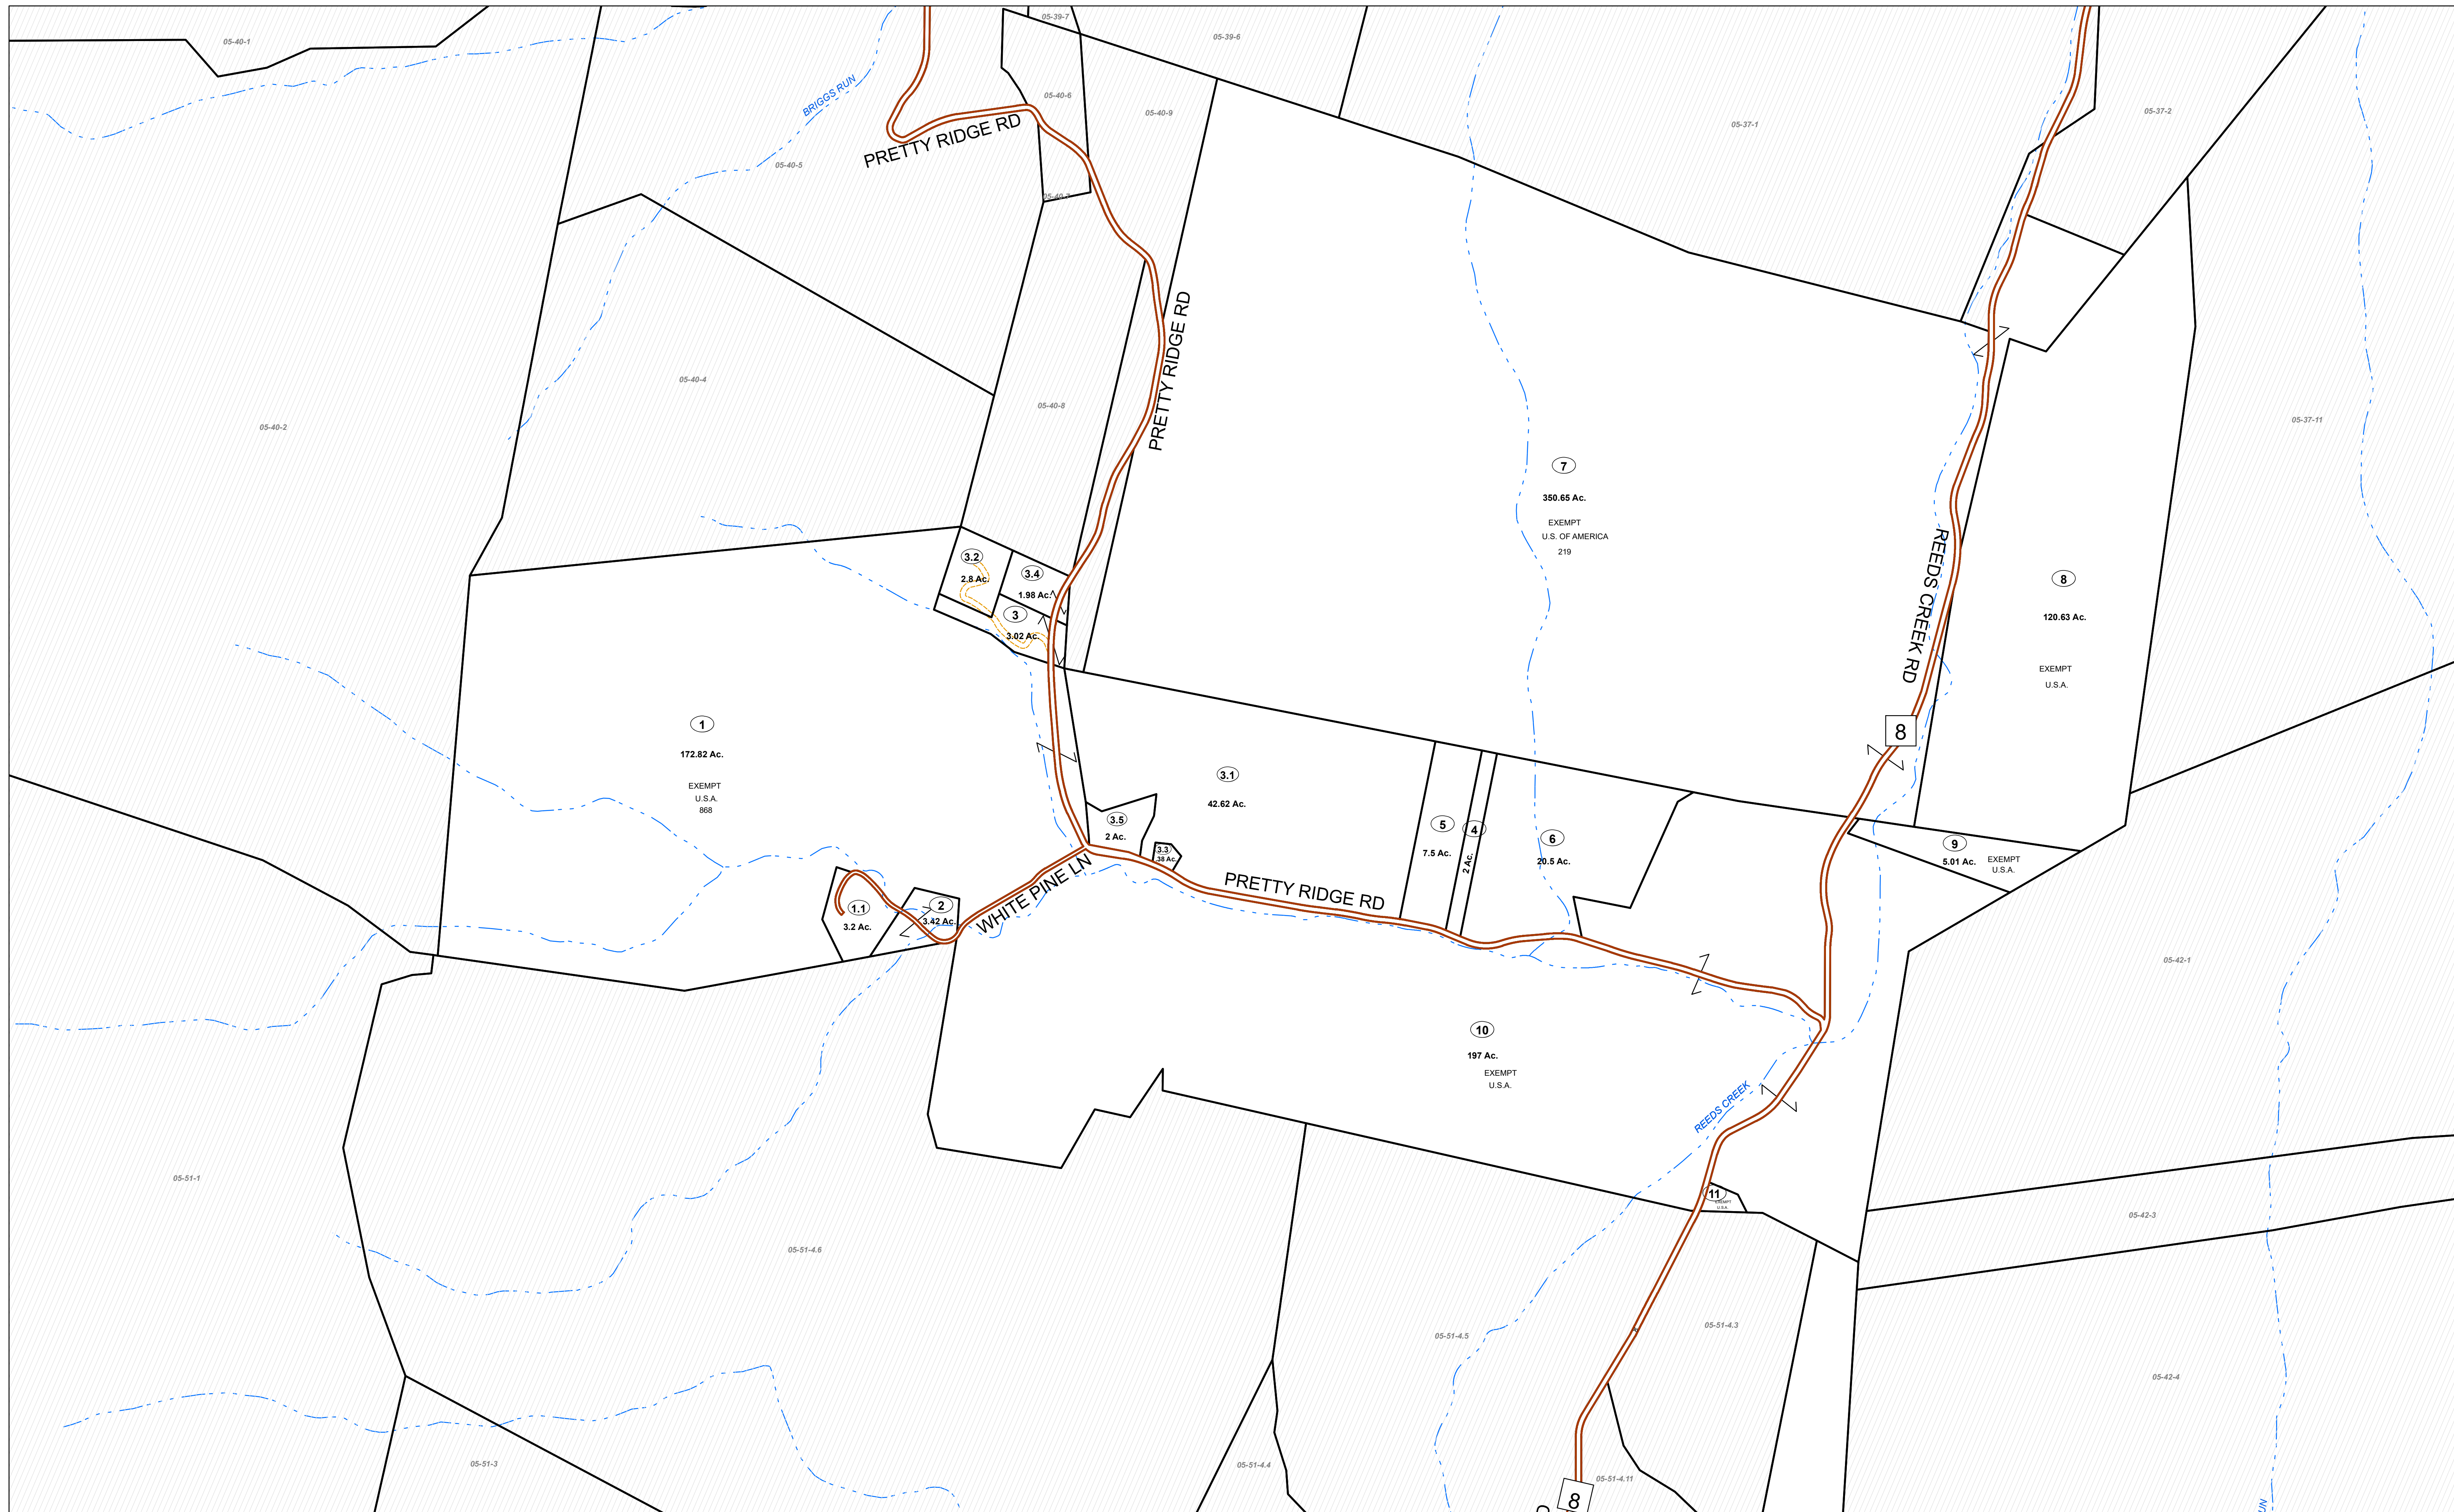 05-39-7
05-40-1
05-39-6
BRIGGS RUN
05-40-6
05-40-9
05-37-1
05-37-2
PRETTY RIDGE RD
05-40-5
05-40-7
PRETTY RIDGE RD
05-40-4
05-40-8
05-40-2
05-37-11
7
350.65 Ac.
EXEMPT
U.S. OF AMERICA
219
REEDS CREEK RD
3.2
2.8 Ac.
3.4
1.98 Ac.
3
3.02 Ac.
8
120.63 Ac.
EXEMPT
U.S.A.
1
172.82 Ac.
EXEMPT
U.S.A.
868
8
3.1
42.62 Ac.
3.5
2 Ac.
3.3
.38 Ac.
5
7.5 Ac.
4
2 Ac.
6
20.5 Ac.
9
5.01 Ac.
EXEMPT
U.S.A.
1.1
3.2 Ac.
2
3.42 Ac.
WHITE PINE LN
PRETTY RIDGE RD
05-42-1
10
197 Ac.
EXEMPT
U.S.A.
REEDS CREEK
05-51-1
11
EXEMPT
U.S.A.
05-42-3
05-51-4.6
05-51-4.5
05-51-4.3
05-42-4
05-51-3
05-51-4.4
05-51-4.11
8